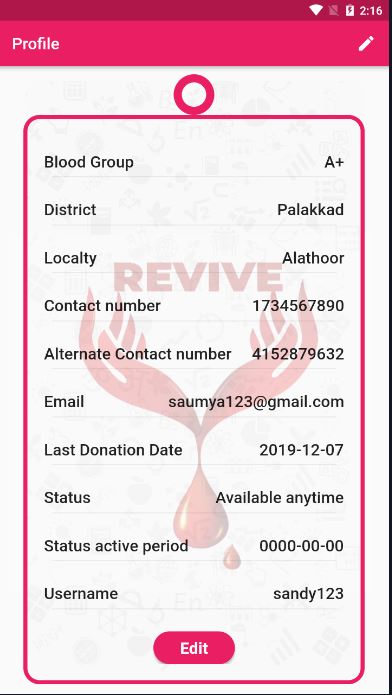 2:16
Profile
Blood Group A+
District Palakkad
Localty Alathoor
REVIVE
Contact number 1734567890
Alternate Contact number 4152879632
Email saumya123@gmail.com
Last Donation Date 2019-12-07
Status Available anytime
Status active period 0000-00-00
Username sandy123
Edit